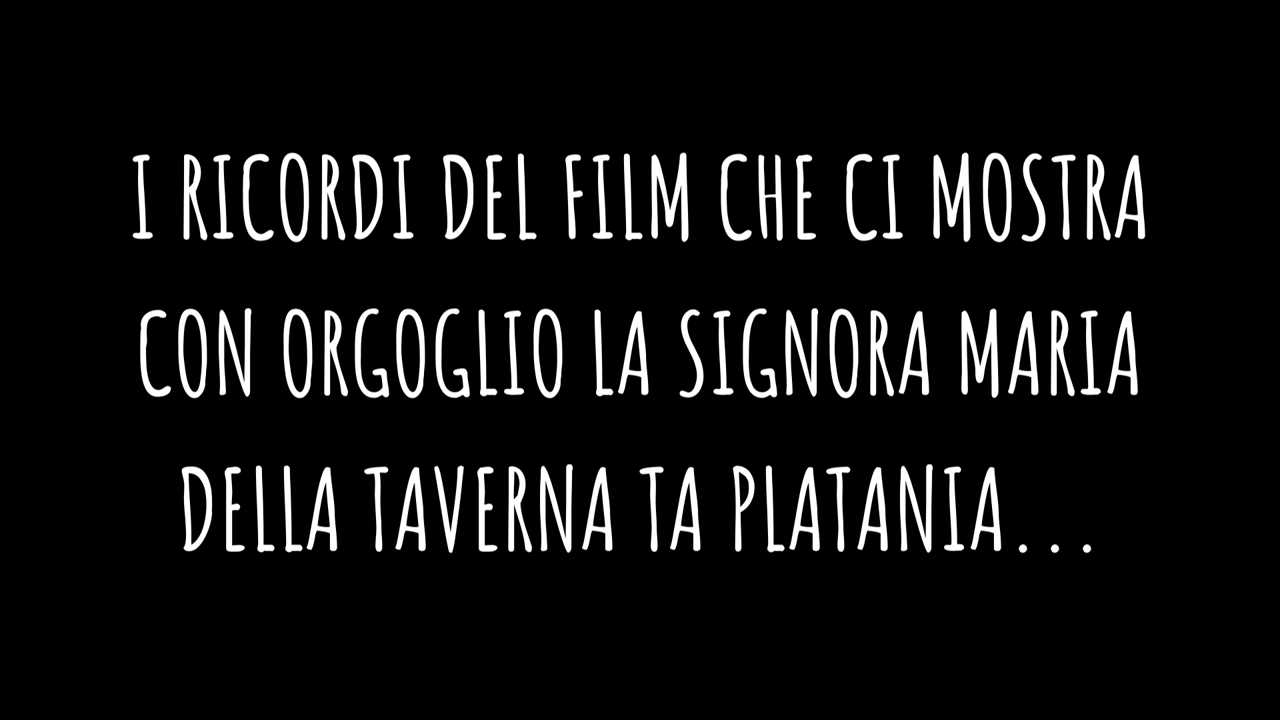 I RICORDI DEL FILM CHE CI MOSTRA
CON ORGOGLIO LA SIGNORA MARIA
DELLA TAVERNA TA PLATANIA...